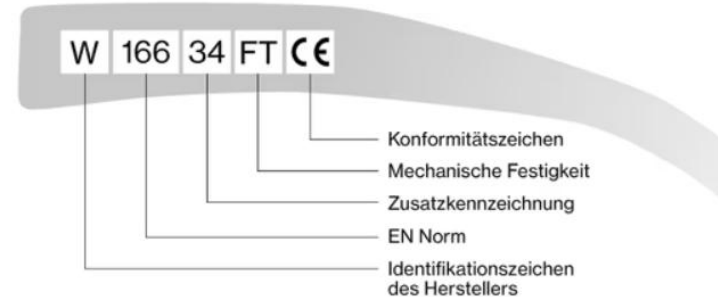 W 166 34 FT CE
Konformitätszeichen
Mechanische Festigkeit
Zusatzkennzeichnung
EN Norm
Identifikationszeichen
des Herstellers